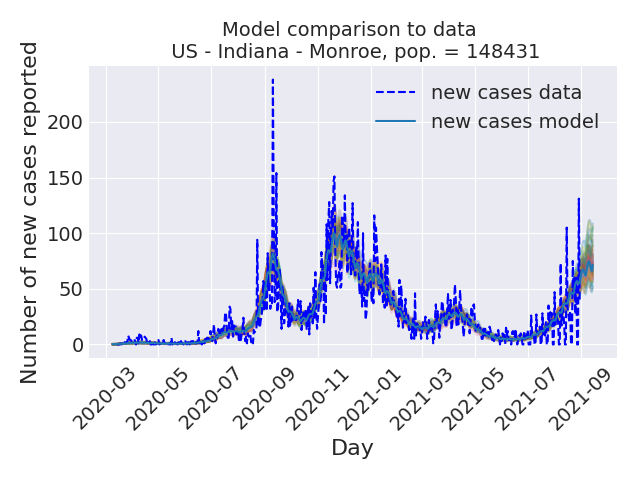 Model comparison to data
US - Indiana - Monroe, pop. = 148431
Number of new cases reported
200
150
100
50
0
new cases data
new cases model
2020-03
2020-05
2020-07
2020-09
2020-11
2021-01
2021-03
2021-05
2021-07
2021-09
Day